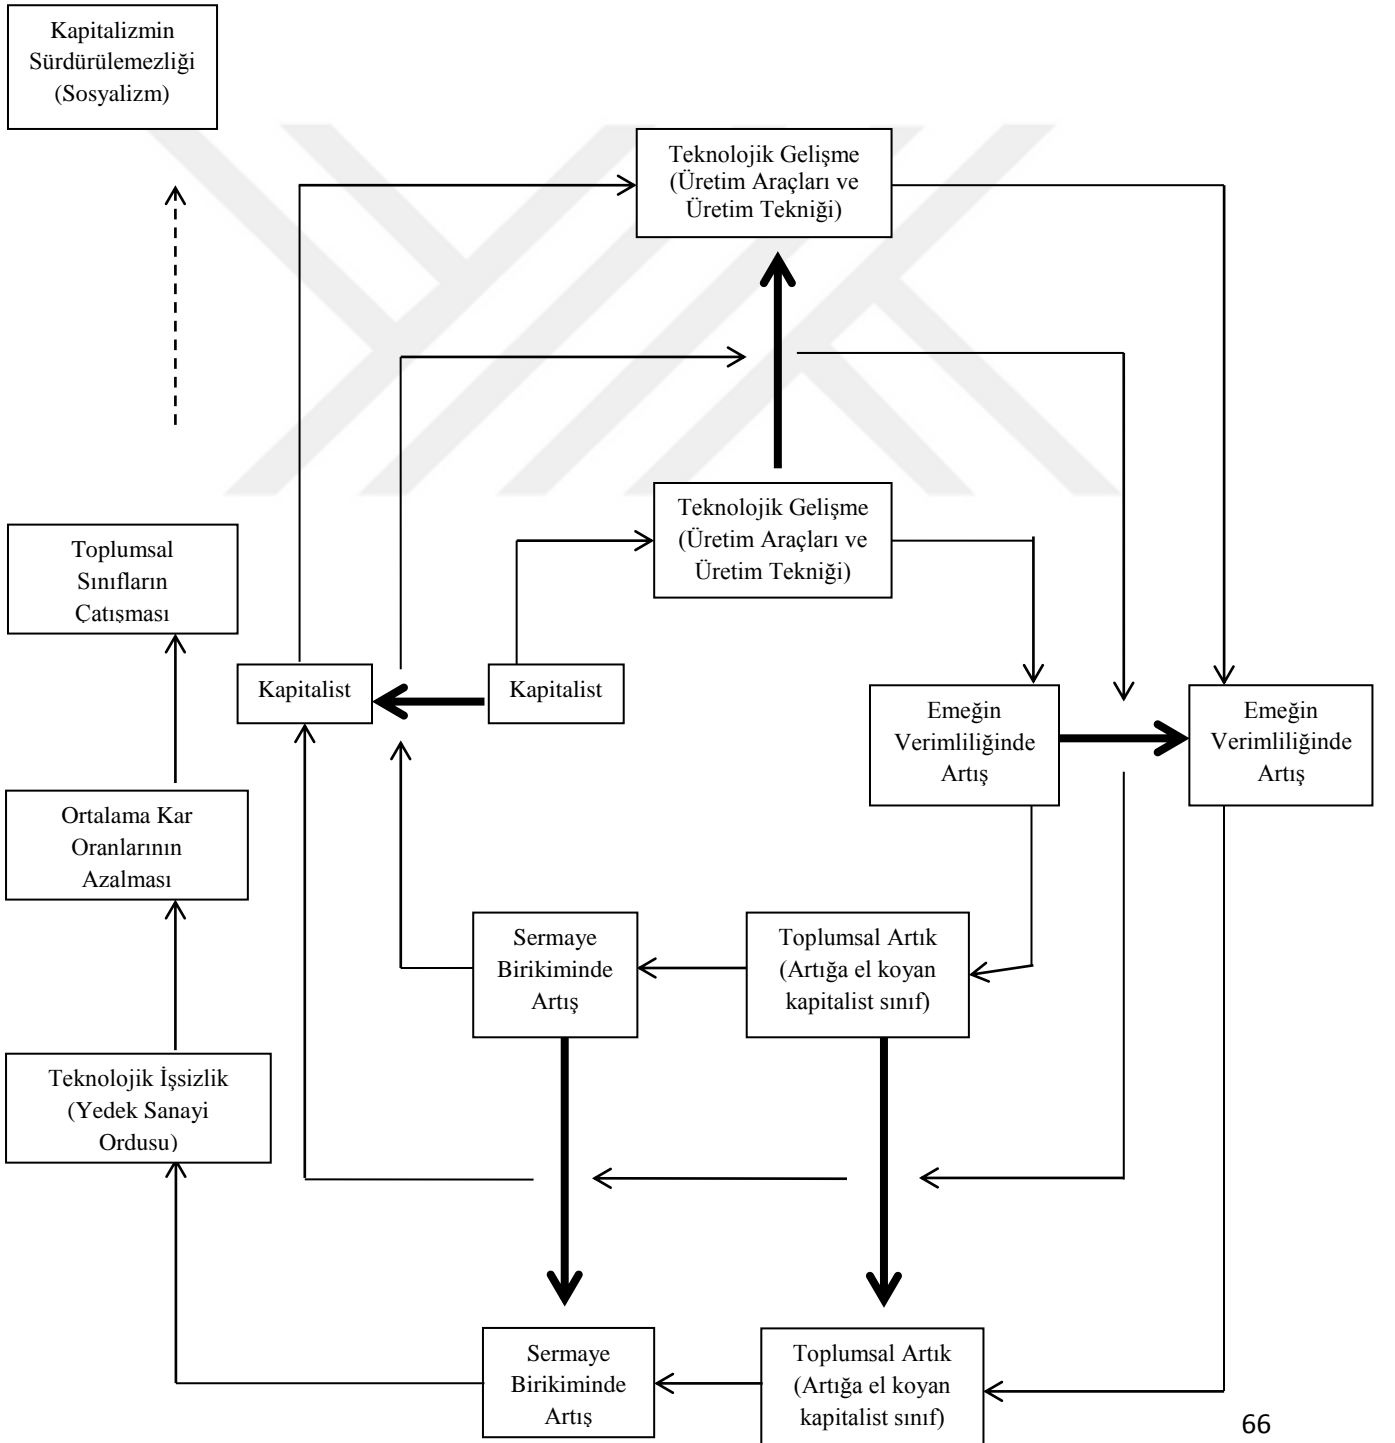 Kapitalizmin
Sürdürülemezliği
(Sosyalizm)
Teknolojik Gelişme
(Üretim Araçları ve
Üretim Tekniği)
Teknolojik Gelişme
(Üretim Araçları ve
Üretim Tekniği)
Toplumsal
Sınıfların
Çatışması
Kapitalist
Kapitalist
Emeğin
Verimliliğinde
Artış
Emeğin
Verimliliğinde
Artış
Ortalama Kar
Oranlarının
Azalması
Sermaye
Birikiminde
Artış
Toplumsal Artık
(Artığa el koyan
kapitalist sınıf)
Teknolojik İşsizlik
(Yedek Sanayi
Ordusu)
Sermaye
Birikiminde
Artış
Toplumsal Artık
(Artığa el koyan
kapitalist sınıf)
66